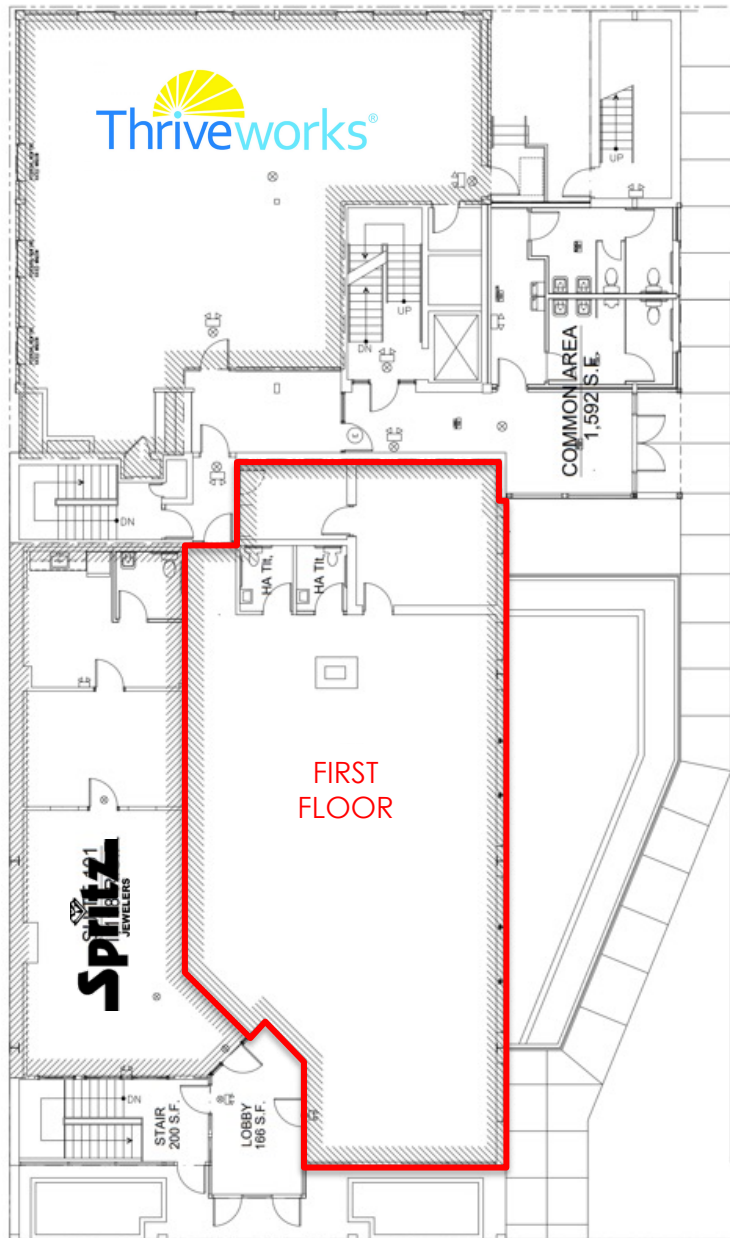 Thriveworks®
UP
UP
DN
COMMON AREA
1,592 S.F.
DN
HA Tlt.
HA Tlt.
FIRST
FLOOR
Spritz
JEWELERS
DN
STAIR
200 S.F.
LOBBY
166 S.F.